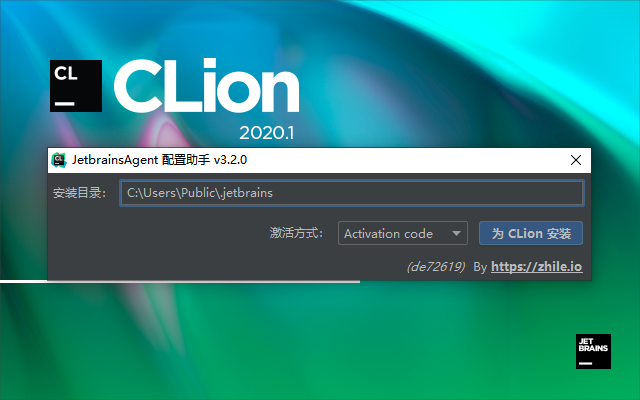 CL
CLion
2020.1
JetbrainsAgent 配置助手 v3.2.0
安装目录: C:\Users\Public\.jetbrains
激活方式: Activation code 为 CLion 安装
(de72619) By https://zhile.io
JET
BRAINS